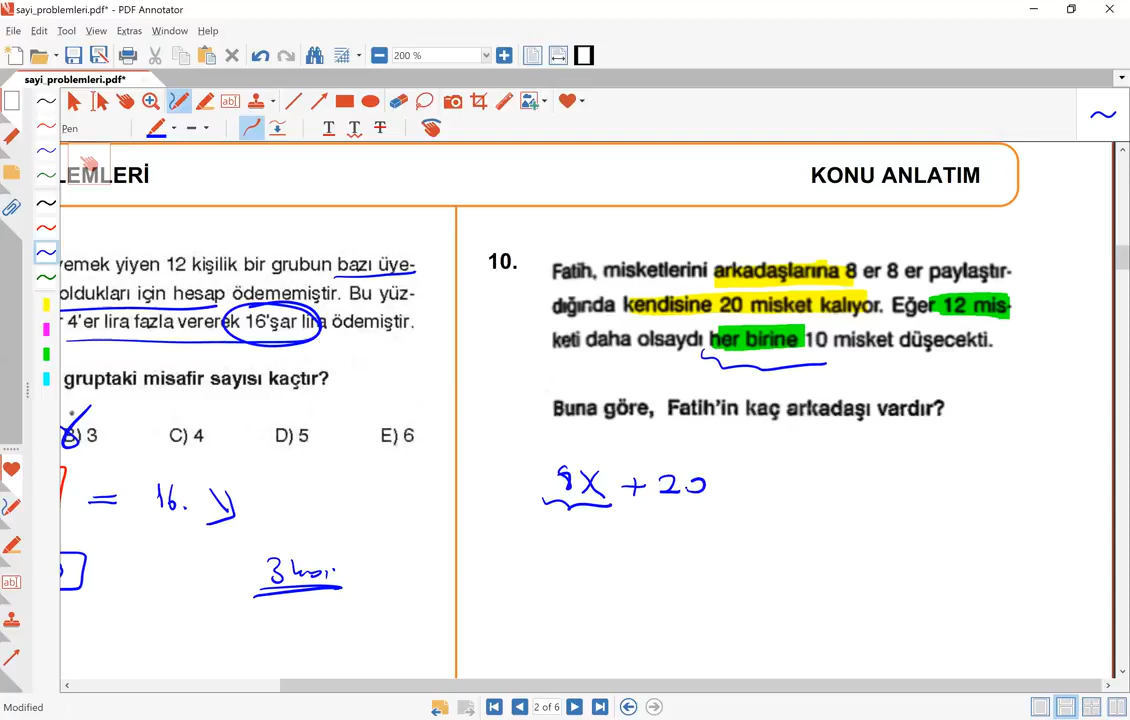 sayi_problemleri.pdf* - PDF Annotator
File Edit Tool View Extras Window Help
200 %
sayi_problemleri.pdf*
Pen
LEMLERİ
KONU ANLATIM
yemek yiyen 12 kişilik bir grubun bazı üye-
oldukları için hesap ödememiştir. Bu yüz-
r 4'er lira fazla vererek 16'şar lira ödemiştir.
gruptaki misafir sayısı kaçtır?
B) 3 C) 4 D) 5 E) 6
= 16.
10.
Fatih, misketlerini arkadaşlarına 8 er 8 er paylaştır-
dığında kendisine 20 misket kalıyor. Eğer 12 mis-
keti daha olsaydı her birine 10 misket düşecekti.
Buna göre, Fatih'in kaç arkadaşı vardır?
8x + 20
2 of 6
Modified